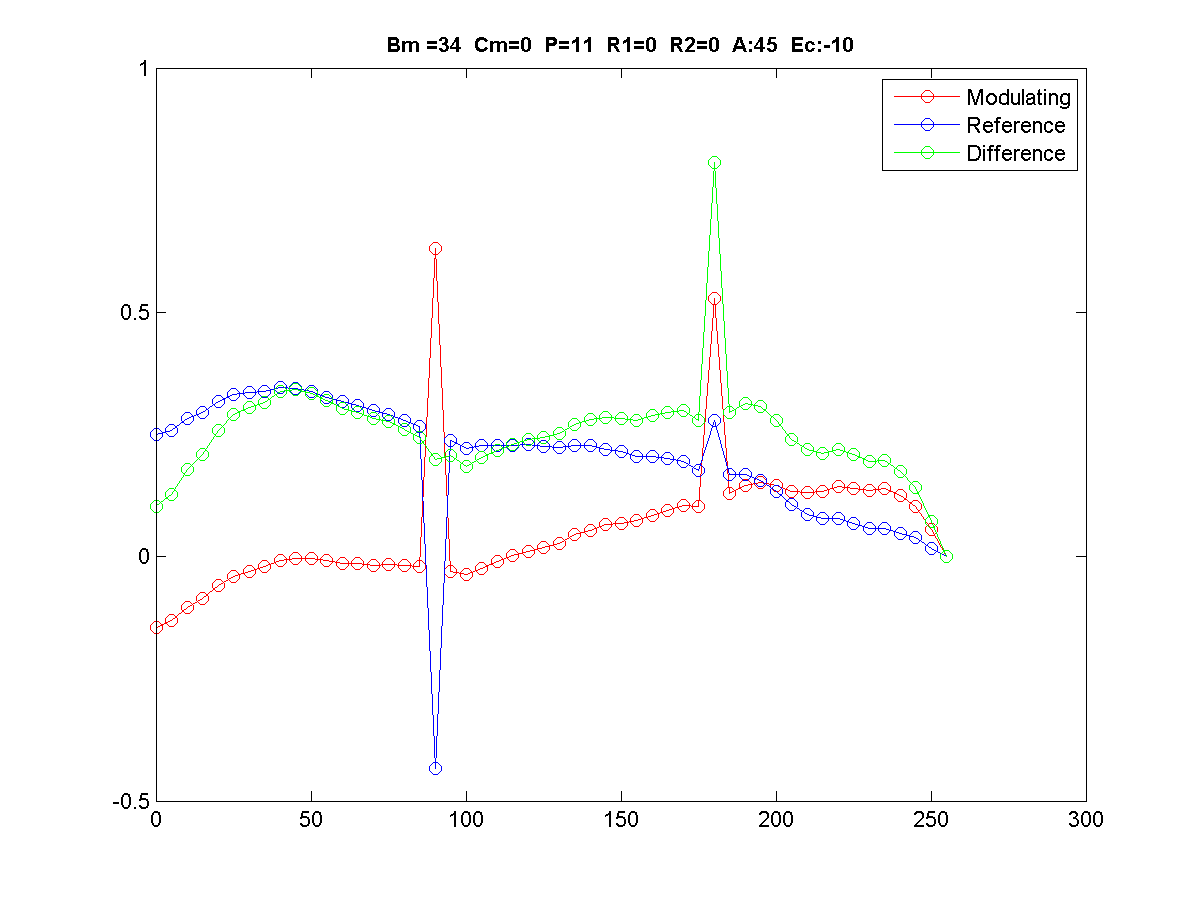 Bm =34  Cm=0  P=11  R1=0  R2=0  A:45  Ec:-10
1
Modulating
Reference
Difference
0.5
0
-0.5
0 50 100 150 200 250 300